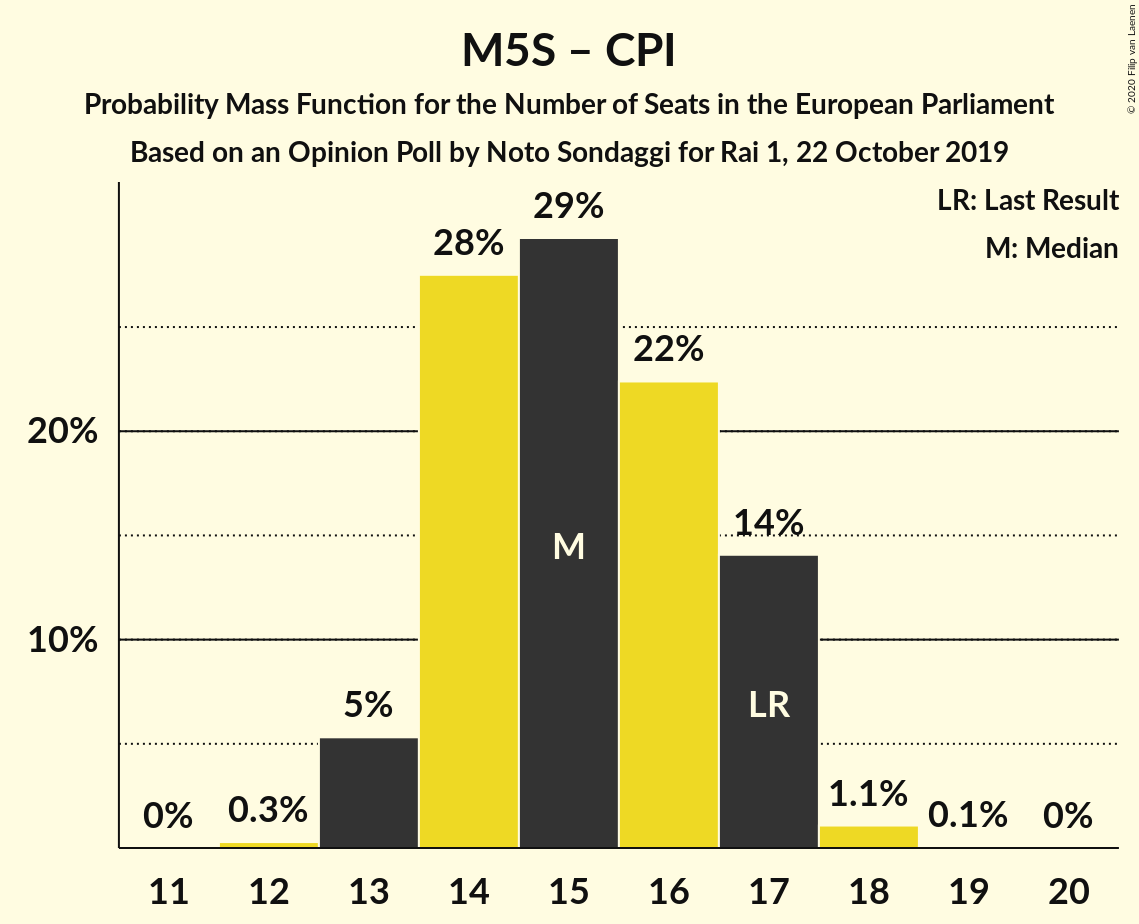 M5S – CPI
Probability Mass Function for the Number of Seats in the European Parliament
Based on an Opinion Poll by Noto Sondaggi for Rai 1, 22 October 2019
© 2020 Filip van Laenen
LR: Last Result
M: Median
29%
28%
22%
20%
14%
M
10%
5%
LR
0%
0.3%
1.1%
0.1%
0%
11 12 13 14 15 16 17 18 19 20